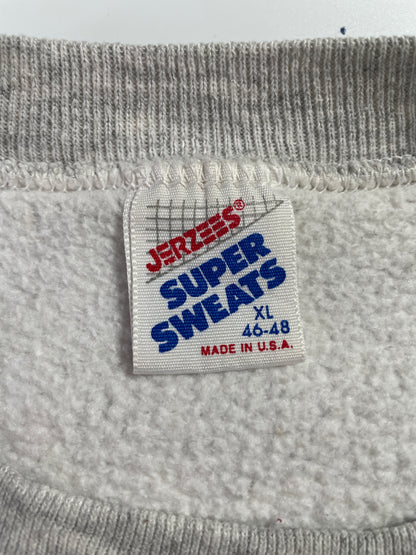 JERZEES®
SUPER
SWEATS
XL
46-48
MADE IN U.S.A.